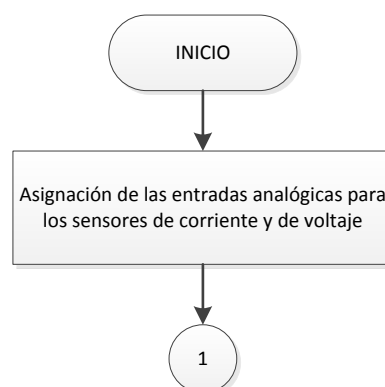 INICIO
Asignación de las entradas analógicas para
los sensores de corriente y de voltaje
1